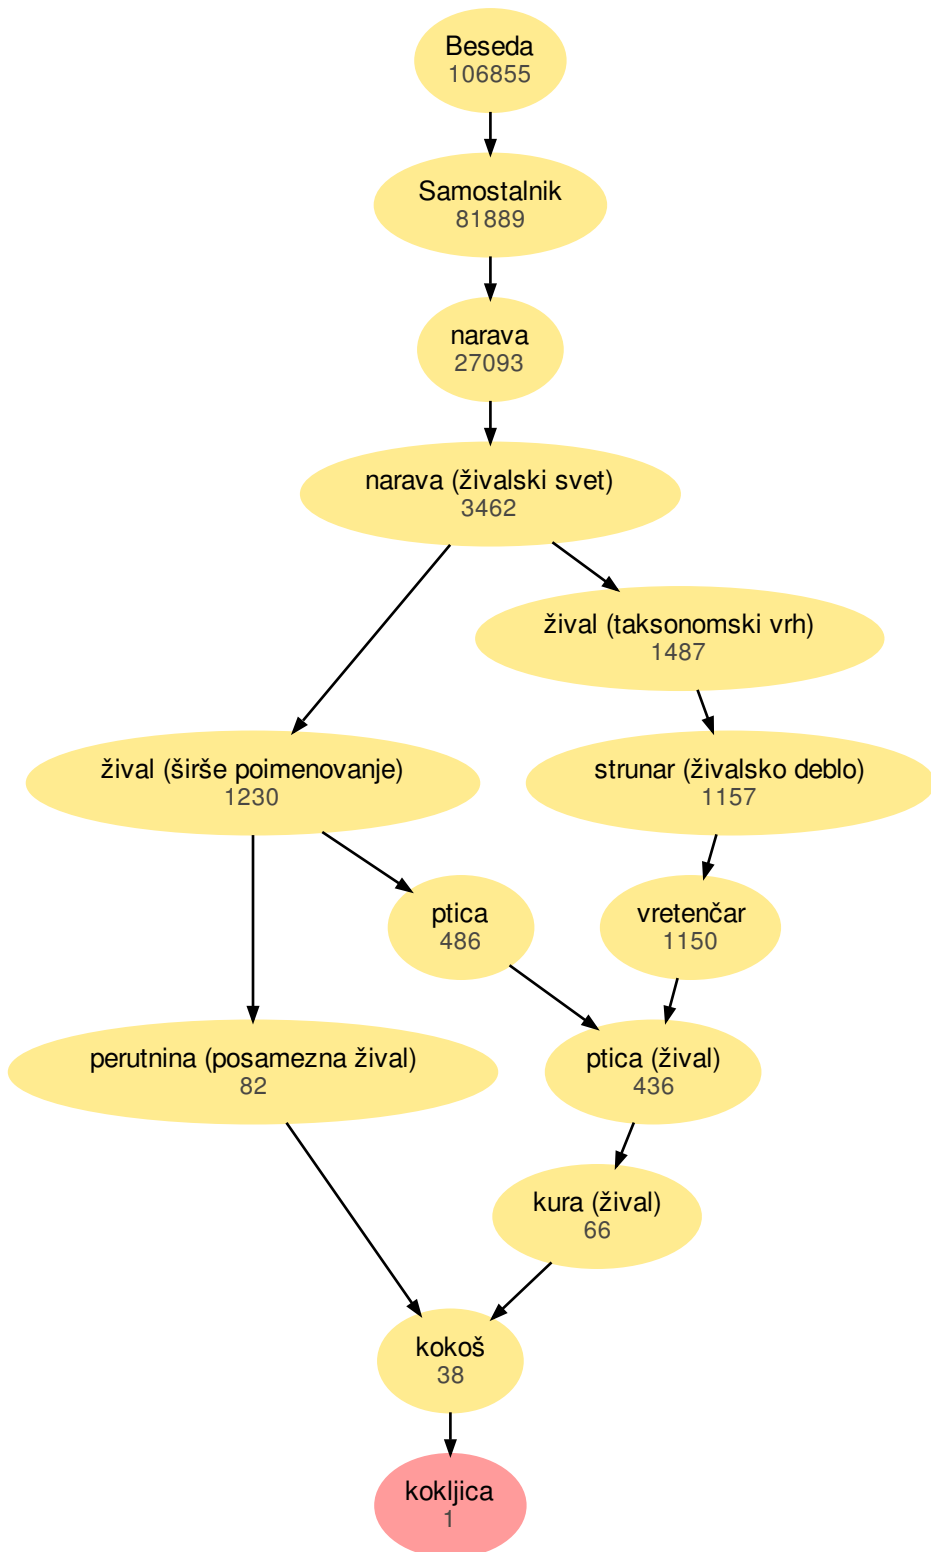 Beseda
106855
Samostalnik
81889
narava
27093
narava (živalski svet)
3462
žival (taksonomski vrh)
1487
žival (širše poimenovanje)
1230
strunar (živalsko deblo)
1157
ptica
486
vretenčar
1150
perutnina (posamezna žival)
82
ptica (žival)
436
kura (žival)
66
kokoš
38
kokljica
1